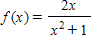 f(x) = 2x / (x² + 1)